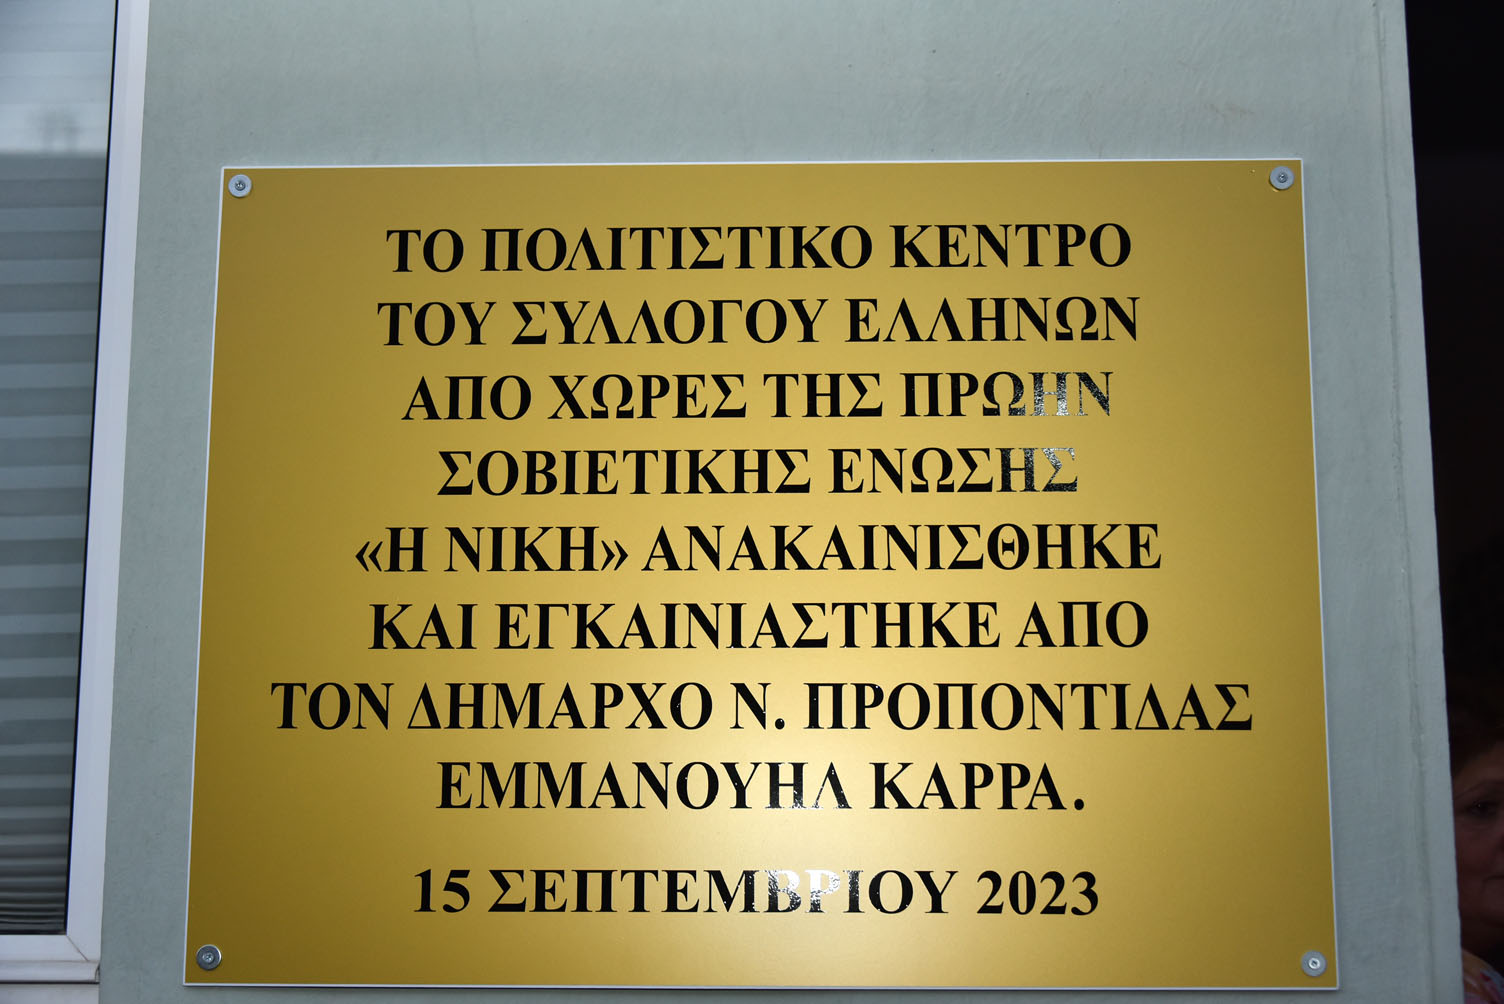 ΤΟ ΠΟΛΙΤΙΣΤΙΚΟ ΚΕΝΤΡΟ
ΤΟΥ ΣΥΛΛΟΓΟΥ ΕΛΛΗΝΩΝ
ΑΠΟ ΧΩΡΕΣ ΤΗΣ ΠΡΩΗΝ
ΣΟΒΙΕΤΙΚΗΣ ΕΝΩΣΗΣ
«Η ΝΙΚΗ» ΑΝΑΚΑΙΝΙΣΘΗΚΕ
ΚΑΙ ΕΓΚΑΙΝΙΑΣΤΗΚΕ ΑΠΟ
ΤΟΝ ΔΗΜΑΡΧΟ Ν. ΠΡΟΠΟΝΤΙΔΑΣ
ΕΜΜΑΝΟΥΗΛ ΚΑΡΡΑ.
15 ΣΕΠΤΕΜΒΡΙΟΥ 2023